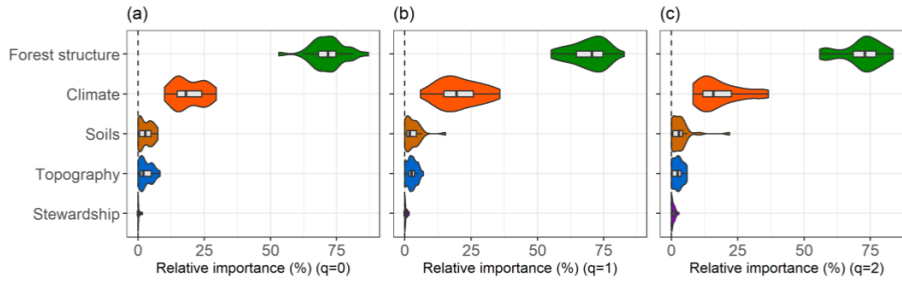 (a)
(b)
(c)
Forest structure
Climate
Soils
Topography
Stewardship
0 25 50 75
0 25 50 75
0 25 50 75
Relative importance (%) (q=0)
Relative importance (%) (q=1)
Relative importance (%) (q=2)